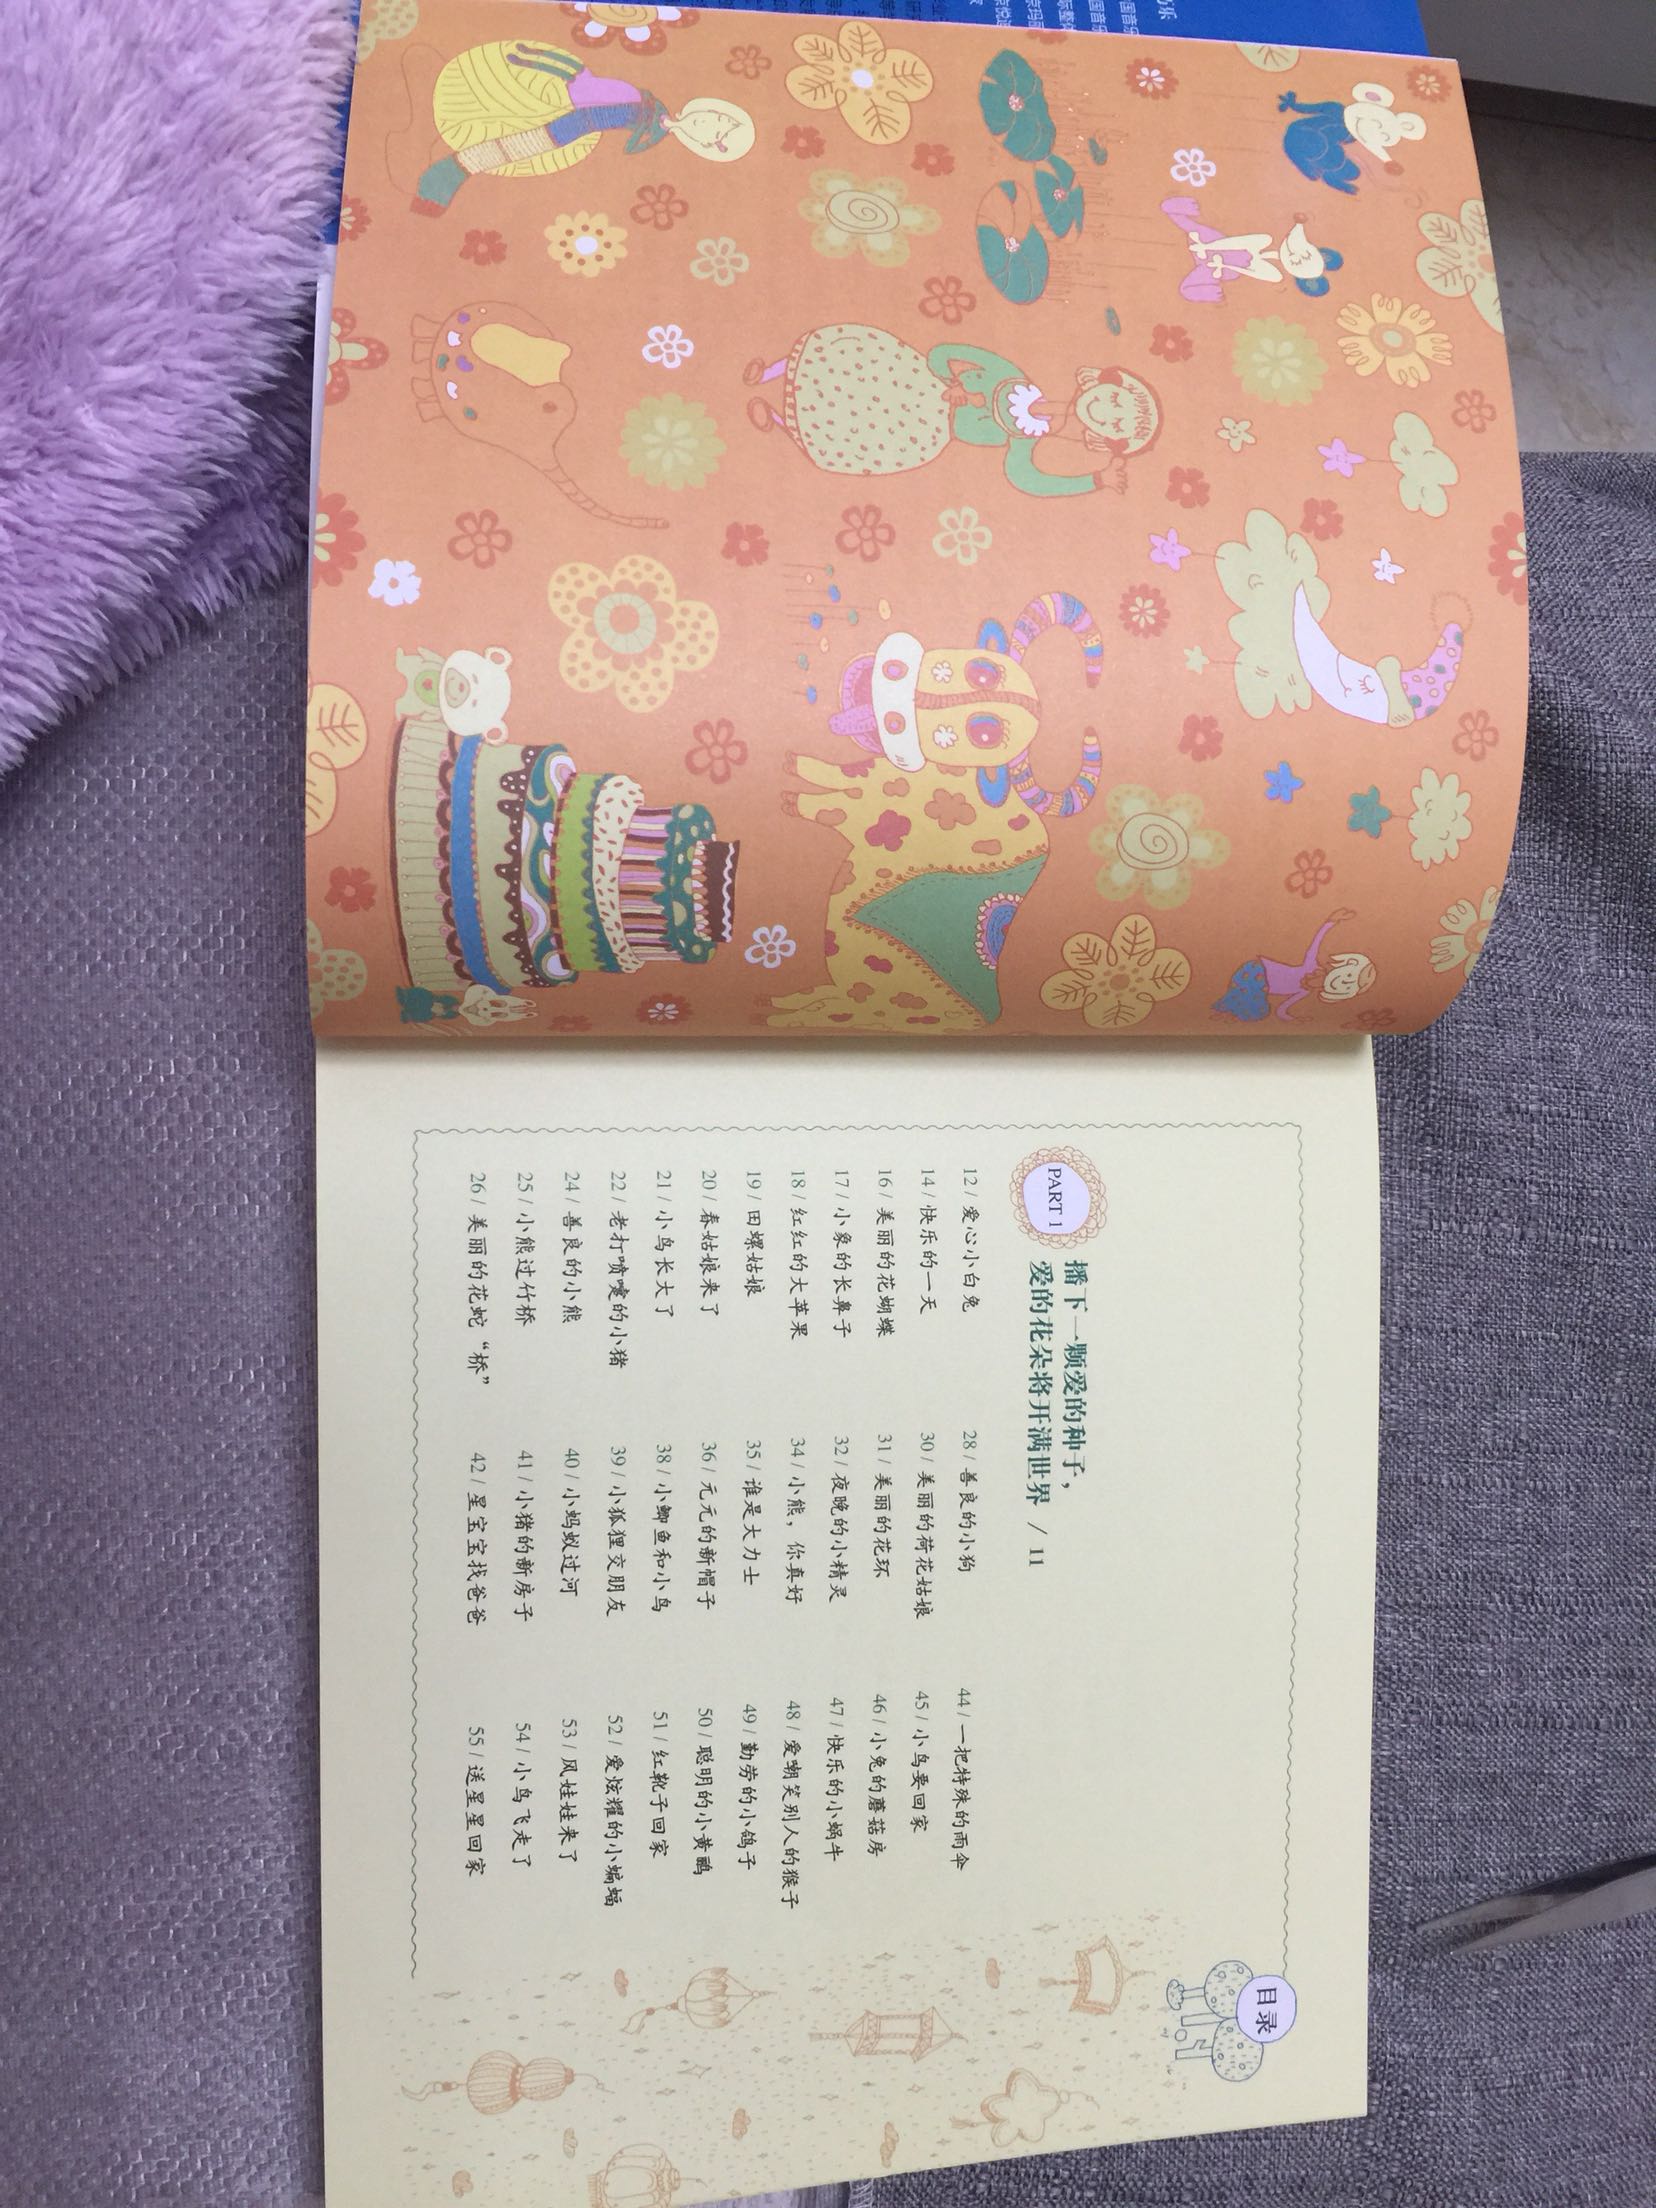 目录
PART 1
播下一颗爱的种子，
爱的花朵将开满世界 / 11
12 / 爱心小白兔
14 / 快乐的一天
16 / 美丽的花蝴蝶
17 / 小象的长鼻子
18 / 红红的大苹果
19 / 田螺姑娘
20 / 春姑娘来了
21 / 小鸟长大了
22 / 老打喷嚏的小猪
24 / 善良的小熊
25 / 小熊过竹桥
26 / 美丽的花蛇“桥”
28 / 善良的小狗
30 / 美丽的荷花姑娘
31 / 美丽的花环
32 / 夜晚的小精灵
34 / 小熊，你真好
35 / 谁是大力士
36 / 元元的新帽子
38 / 小鲫鱼和小鸟
39 / 小狐狸交朋友
40 / 小蚂蚁过河
41 / 小猪的新房子
42 / 星宝宝找爸爸
44 / 一把特殊的雨伞
45 / 小鸟要回家
46 / 小兔的蘑菇房
47 / 快乐的小蜗牛
48 / 爱嘲笑别人的猴子
49 / 勤劳的小鸽子
50 / 聪明的小黄鹂
51 / 红靴子回家
52 / 爱炫耀的小蝙蝠
53 / 风娃娃来了
54 / 小鸟飞走了
55 / 送星星回家